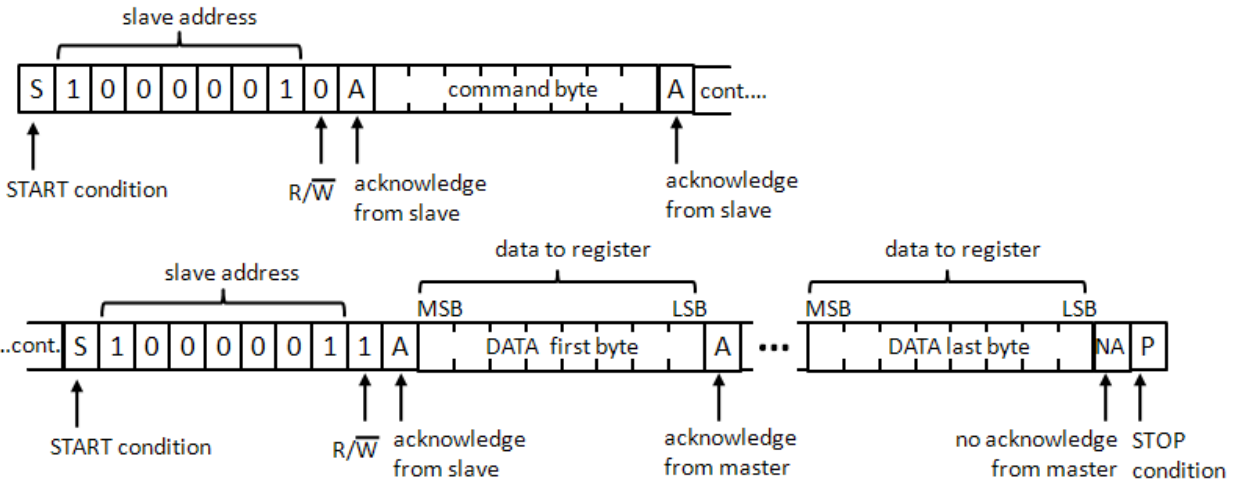 slave address
S 1 0 0 0 0 0 1 0 A command byte A cont....
START condition
R/W̅
acknowledge
from slave
acknowledge
from slave
data to register
data to register
slave address
MSB LSB MSB LSB
..cont. S 1 0 0 0 0 0 1 1 A DATA first byte A ••• DATA last byte NA P
START condition
R/W̅
acknowledge
from slave
acknowledge
from master
no acknowledge
from master
STOP
condition